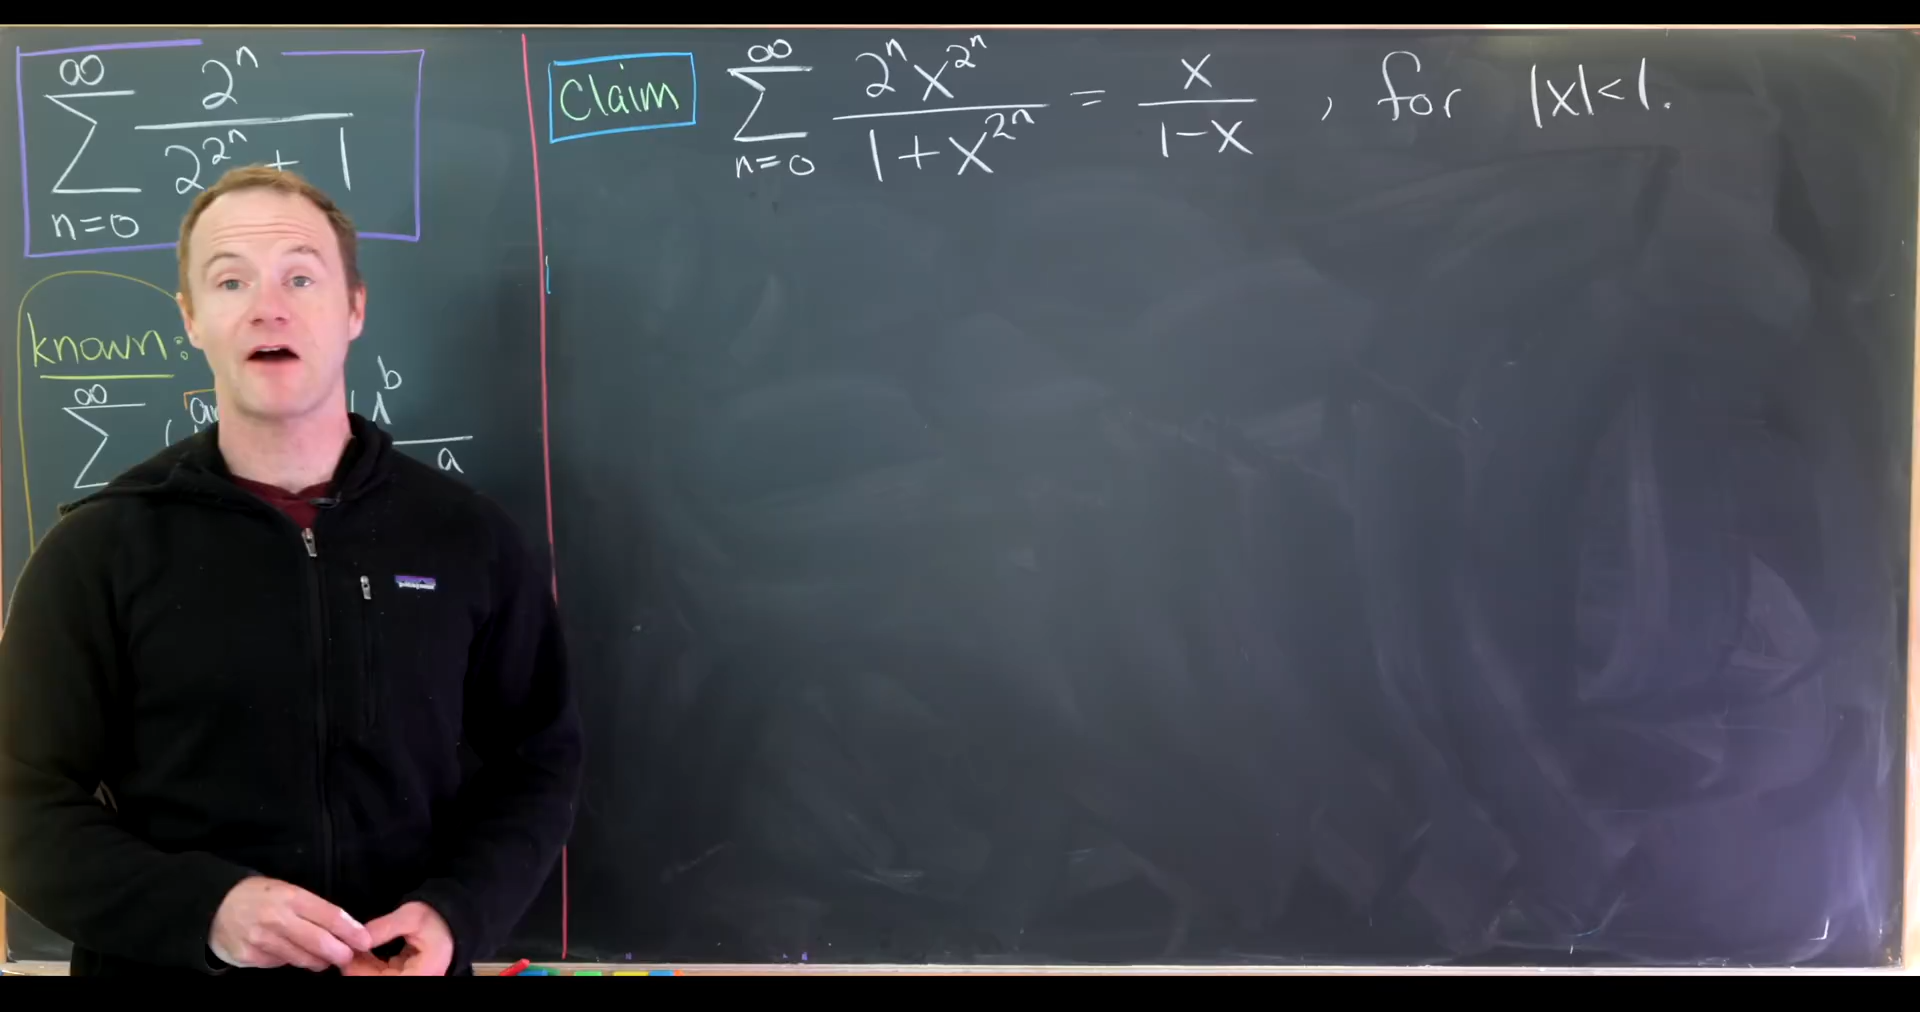 ∞ 2^n
∑ ─────
n=0 2^{2^n} + 1
known:
∞
∑
b
a
Claim ∞ 2^n x^{2^n} x
∑ ───── = ───── , for |x|<1.
n=0 1+x^{2^n} 1-x